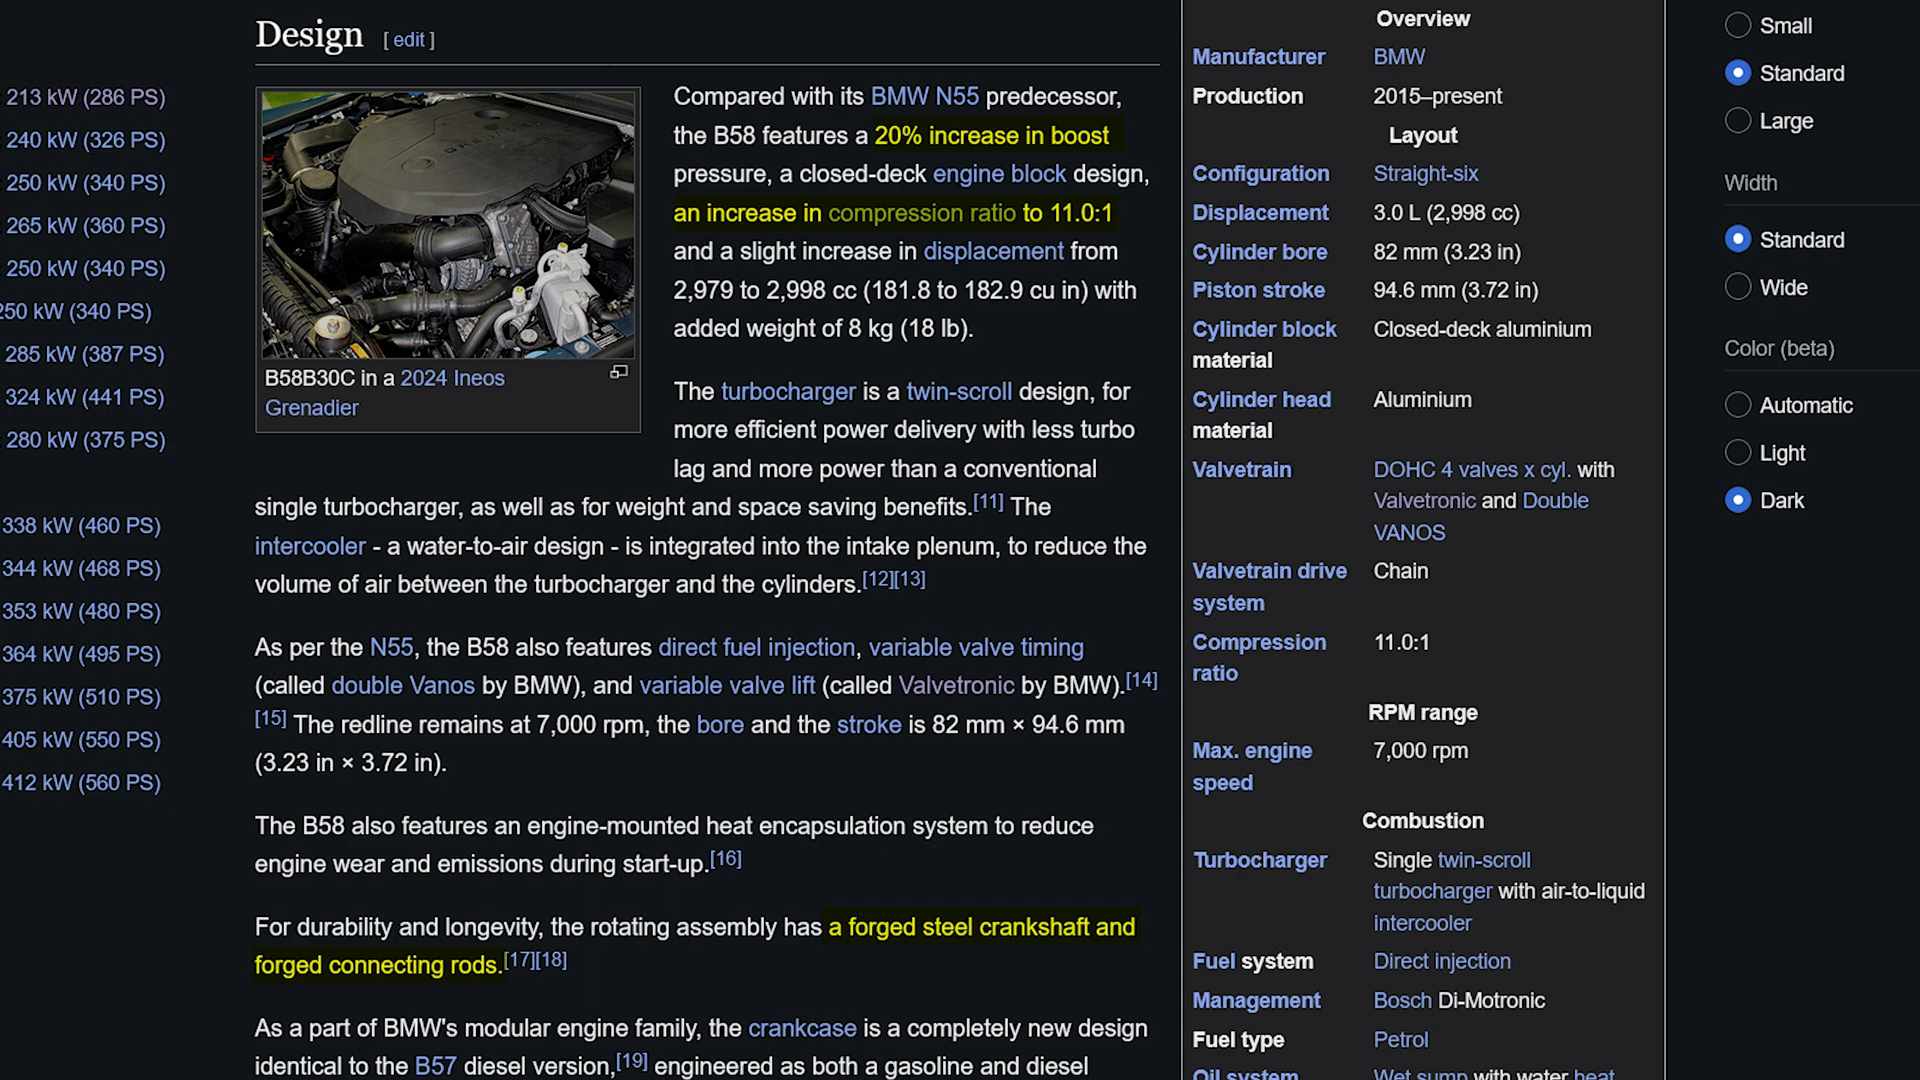 213 kW (286 PS)
240 kW (326 PS)
250 kW (340 PS)
265 kW (360 PS)
250 kW (340 PS)
250 kW (340 PS)
285 kW (387 PS)
324 kW (441 PS)
280 kW (375 PS)
338 kW (460 PS)
344 kW (468 PS)
353 kW (480 PS)
364 kW (495 PS)
375 kW (510 PS)
405 kW (550 PS)
412 kW (560 PS)
Design [ edit ]
B58B30C in a 2024 Ineos
Grenadier
Compared with its BMW N55 predecessor,
the B58 features a 20% increase in boost
pressure, a closed-deck engine block design,
an increase in compression ratio to 11.0:1
and a slight increase in displacement from
2,979 to 2,998 cc (181.8 to 182.9 cu in) with
added weight of 8 kg (18 lb).
The turbocharger is a twin-scroll design, for
more efficient power delivery with less turbo
lag and more power than a conventional
single turbocharger, as well as for weight and space saving benefits.[11] The
intercooler - a water-to-air design - is integrated into the intake plenum, to reduce the
volume of air between the turbocharger and the cylinders.[12][13]
As per the N55, the B58 also features direct fuel injection, variable valve timing
(called double Vanos by BMW), and variable valve lift (called Valvetronic by BMW).[14]
[15] The redline remains at 7,000 rpm, the bore and the stroke is 82 mm × 94.6 mm
(3.23 in × 3.72 in).
The B58 also features an engine-mounted heat encapsulation system to reduce
engine wear and emissions during start-up.[16]
For durability and longevity, the rotating assembly has a forged steel crankshaft and
forged connecting rods.[17][18]
As a part of BMW's modular engine family, the crankcase is a completely new design
identical to the B57 diesel version,[19] engineered as both a gasoline and diesel
Overview
Manufacturer BMW
Production 2015–present
Layout
Configuration Straight-six
Displacement 3.0 L (2,998 cc)
Cylinder bore 82 mm (3.23 in)
Piston stroke 94.6 mm (3.72 in)
Cylinder block Closed-deck aluminium
material
Cylinder head Aluminium
material
Valvetrain DOHC 4 valves x cyl. with
Valvetronic and Double
VANOS
Valvetrain drive Chain
system
Compression 11.0:1
ratio
RPM range
Max. engine 7,000 rpm
speed
Combustion
Turbocharger Single twin-scroll
turbocharger with air-to-liquid
intercooler
Fuel system Direct injection
Management Bosch Di-Motronic
Fuel type Petrol
Oil system Wet sump with water heat
Small
Standard
Large
Width
Standard
Wide
Color (beta)
Automatic
Light
Dark